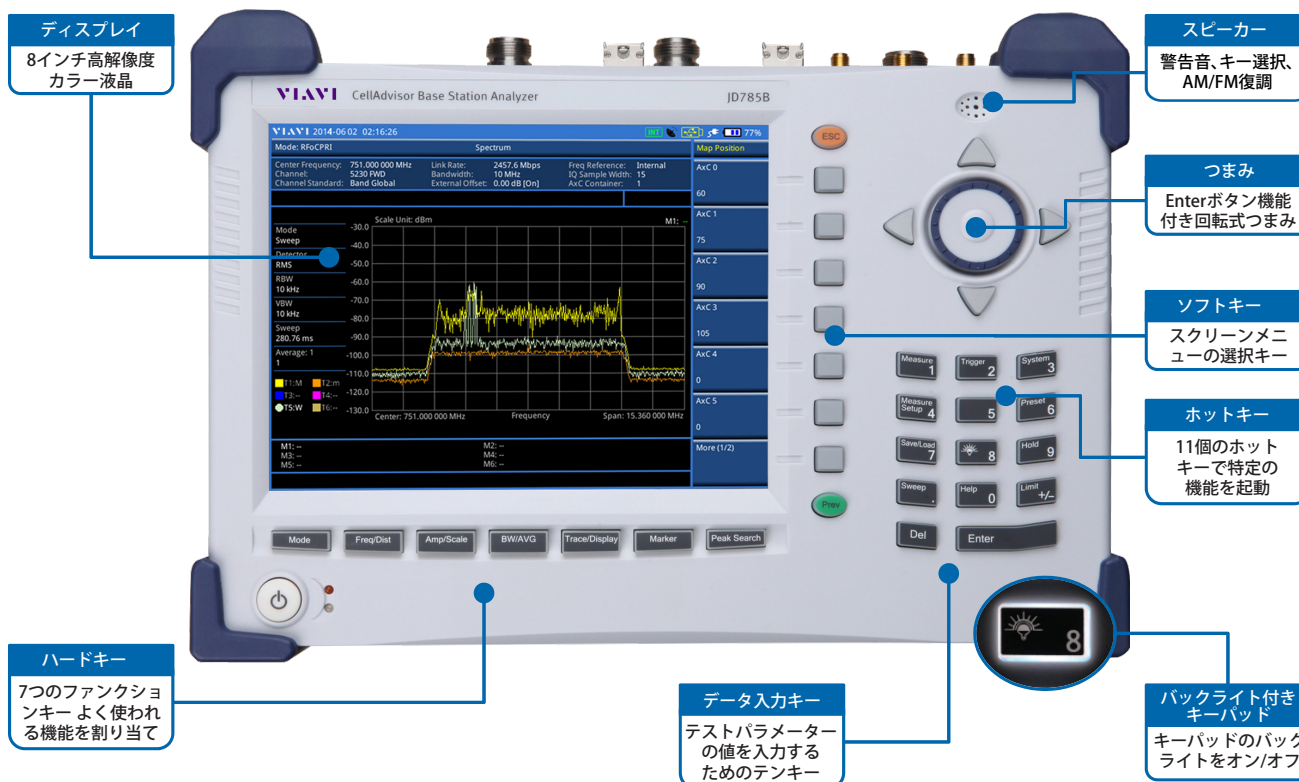 ディスプレイ
8インチ高解像度
カラー液晶
スピーカー
警告音、キー選択、
AM/FM復調
つまみ
Enterボタン機能
付き回転式つまみ
ソフトキー
スクリーンメニ
ューの選択キー
ホットキー
11個のホット
キーで特定の
機能を起動
VIAVI CellAdvisor Base Station Analyzer JD785B
VIAVI 2014-06 02 02:16:26 INT 77%
Mode: RFoCPRI Spectrum Map Position
Center Frequency: 751.000 000 MHz Link Rate: 2457.6 Mbps Freq Reference: Internal
Channel: 5230 FWD Bandwidth: 10 MHz IQ Sample Width: 15
Channel Standard: Band Global External Offset: 0.00 dB [On] AxC Container: 1
AxC 0
60
AxC 1
75
AxC 2
90
AxC 3
105
AxC 4
0
AxC 5
0
More (1/2)
Scale Unit: dBm M1: --
Mode
Sweep
Detector
RMS
RBW
10 kHz
VBW
10 kHz
Sweep
280.76 ms
Average: 1
1
T1:M T2:m
T3:-- T4:--
T5:W T6:--
-30.0
-40.0
-50.0
-60.0
-70.0
-80.0
-90.0
-100.0
-110.0
-120.0
-130.0
Center: 751.000 000 MHz Frequency Span: 15.360 000 MHz
M1: -- M2: --
M3: -- M4: --
M5: -- M6: --
ESC
Prev
Measure 1 Trigger 2 System 3
Measure Setup 4 5 Preset 6
Save/Load 7 8 Hold 9
Sweep . Help 0 Limit +/-
Del Enter
Mode Freq/Dist Amp/Scale BW/AVG Trace/Display Marker Peak Search
8
ハードキー
7つのファンクショ
ンキー よく使われ
る機能を割り当て
データ入力キー
テストパラメーター
の値を入力する
ためのテンキー
バックライト付き
キーパッド
キーパッドのバック
ライトをオン/オフ